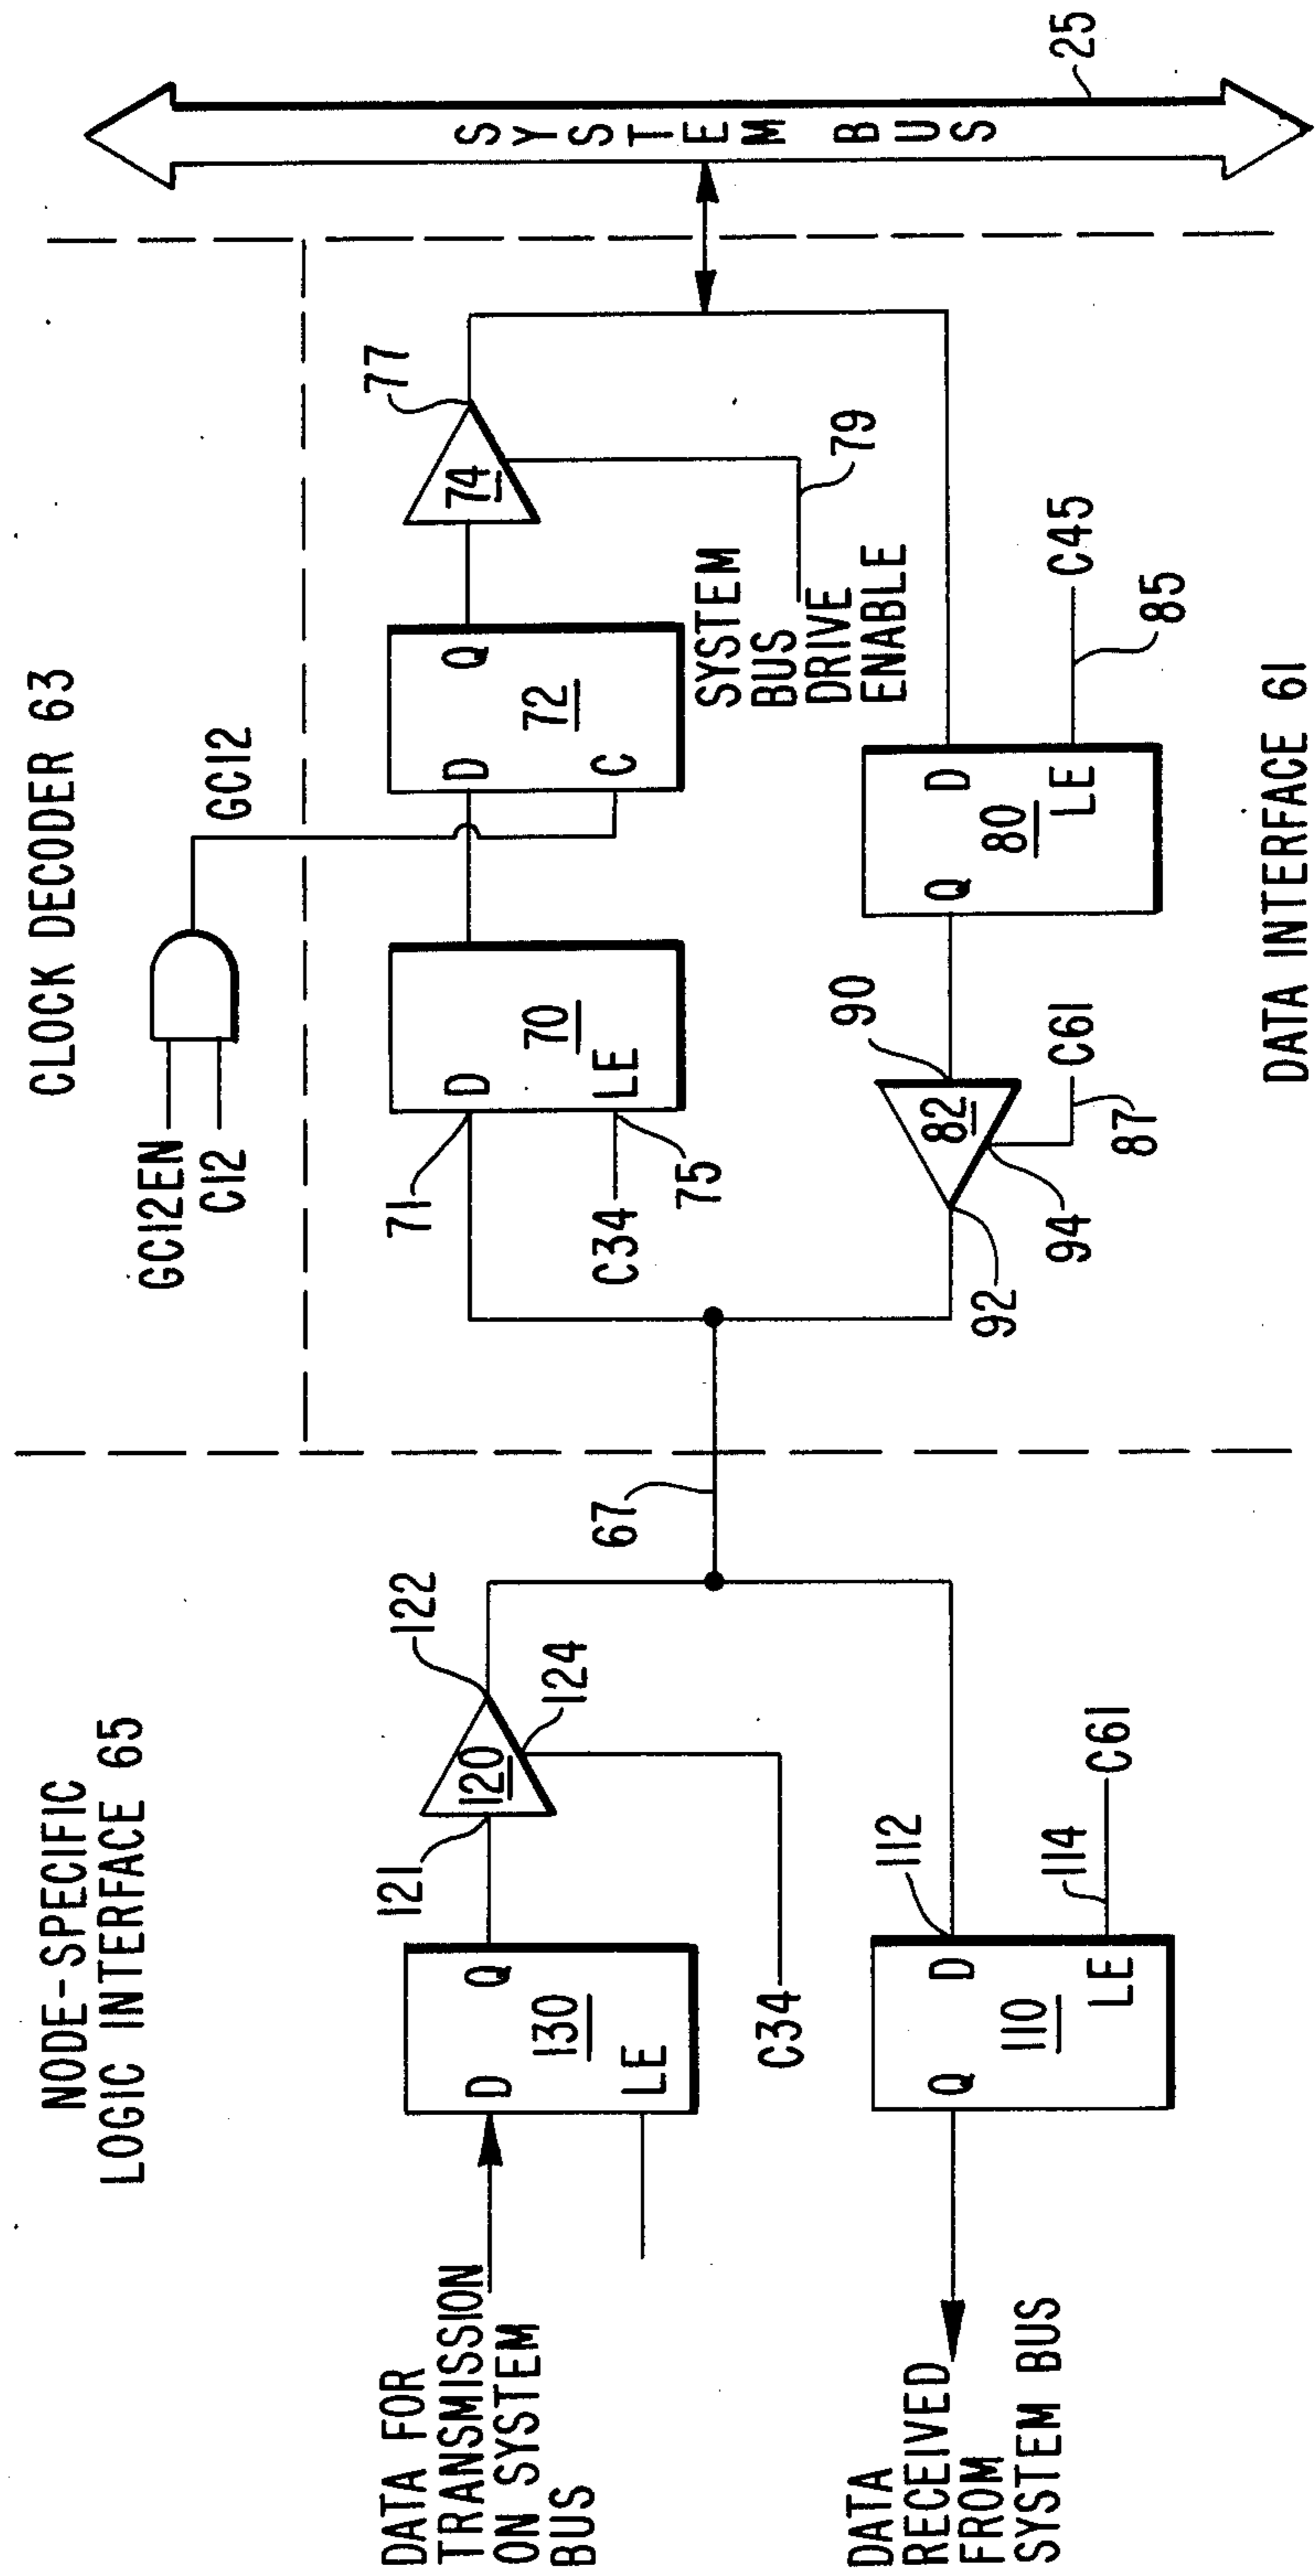 NODE-SPECIFIC
LOGIC INTERFACE 65
CLOCK DECODER 63
GC12EN
C12
GC12
DATA FOR
TRANSMISSION
ON SYSTEM
BUS
D
Q
130
LE
121
120
122
124
C34
67
71
D
70
LE
C34
75
D
Q
72
C
74
77
SYSTEM
BUS
DRIVE
ENABLE
79
SYSTEM BUS
25
DATA
RECEIVED
FROM
SYSTEM BUS
Q
D
110
LE
112
114
C61
92
82
90
94
87
C61
Q
D
80
LE
C45
85
DATA INTERFACE 61